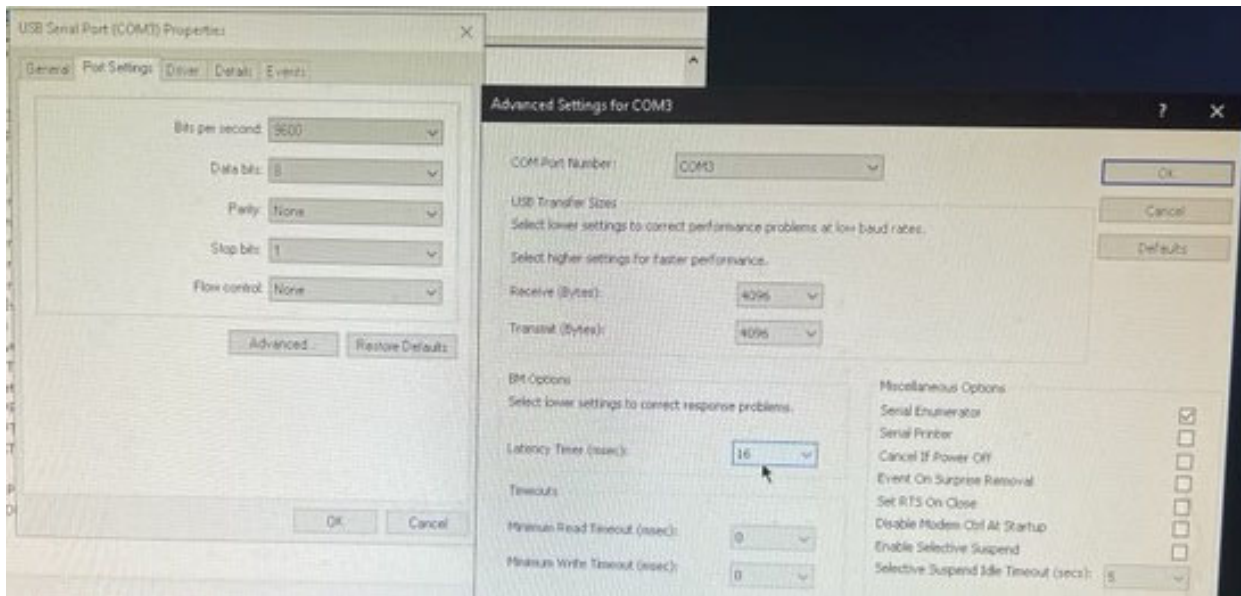 USB Serial Port (COM3) Properties
General Port Settings Driver Details Events
Bits per second: 9600
Data bits: 8
Parity: None
Stop bits: 1
Flow control: None
Advanced... Restore Defaults
OK Cancel
Advanced Settings for COM3
? X
COM Port Number: COM3
OK
Cancel
Defaults
USB Transfer Sizes
Select lower settings to correct performance problems at low baud rates.
Select higher settings for faster performance.
Receive (Bytes): 4096
Transmit (Bytes): 4096
BM Options
Select lower settings to correct response problems.
Latency Timer (msec): 16
Timeouts
Minimum Read Timeout (msec): 0
Minimum Write Timeout (msec): 0
Miscellaneous Options
Serial Enumerator
Serial Printer
Cancel If Power Off
Event On Surprise Removal
Set RTS On Close
Disable Modem Ctrl At Startup
Enable Selective Suspend
Selective Suspend Idle Timeout (secs): 5